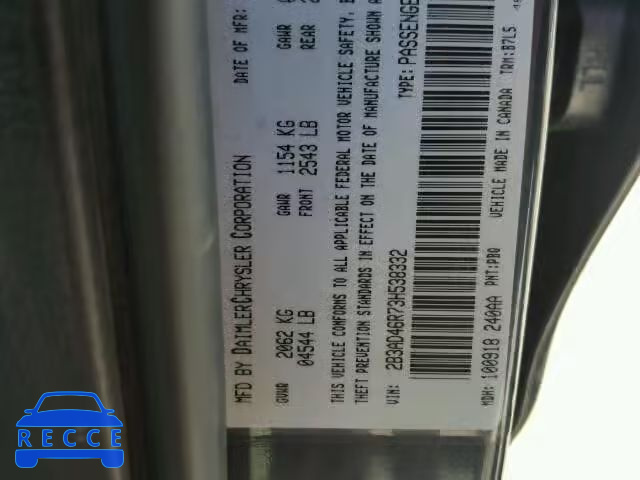 MFD BY DAIMLERCHRYSLER CORPORATION DATE OF MFR:
GVWR 2062 KG GAWR 1154 KG GAWR
04544 LB FRONT 2543 LB REAR
THIS VEHICLE CONFORMS TO ALL APPLICABLE FEDERAL MOTOR VEHICLE SAFETY,
THEFT PREVENTION STANDARDS IN EFFECT ON THE DATE OF MANUFACTURE SHOWN
VIN: 2B3AD46R73H538332 TYPE: PASSENGE
MDH: 100918 240AA PNT: PBQ VEHICLE MADE IN CANADA TRM: B7L5
RECCE